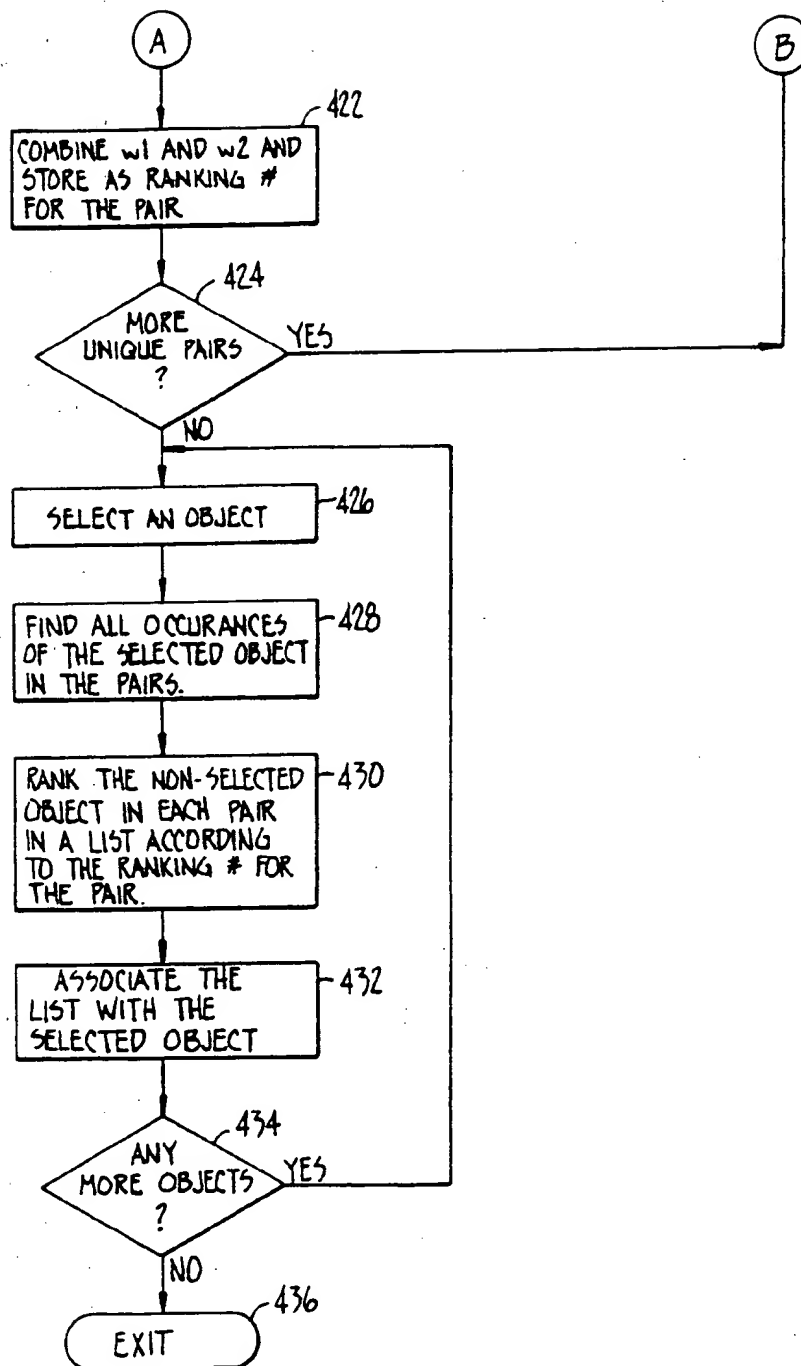 A
B
422
COMBINE w1 AND w2 AND
STORE AS RANKING #
FOR THE PAIR
424
MORE
UNIQUE PAIRS
?
YES
NO
SELECT AN OBJECT
426
FIND ALL OCCURANCES
OF THE SELECTED OBJECT
IN THE PAIRS.
428
RANK THE NON-SELECTED
OBJECT IN EACH PAIR
IN A LIST ACCORDING
TO THE RANKING # FOR
THE PAIR.
430
ASSOCIATE THE
LIST WITH THE
SELECTED OBJECT
432
434
ANY
MORE OBJECTS
?
YES
NO
436
EXIT